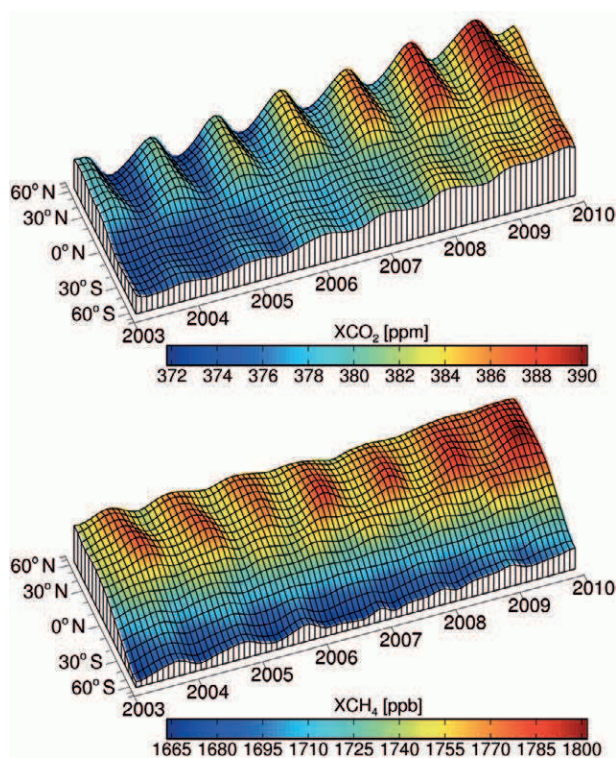 60° N
30° N
0° N
30° S
60° S
2003
2004
2005
2006
2007
2008
2009
2010
XCO₂ [ppm]
372 374 376 378 380 382 384 386 388 390
60° N
30° N
0° N
30° S
60° S
2003
2004
2005
2006
2007
2008
2009
2010
XCH₄ [ppb]
1665 1680 1695 1710 1725 1740 1755 1770 1785 1800